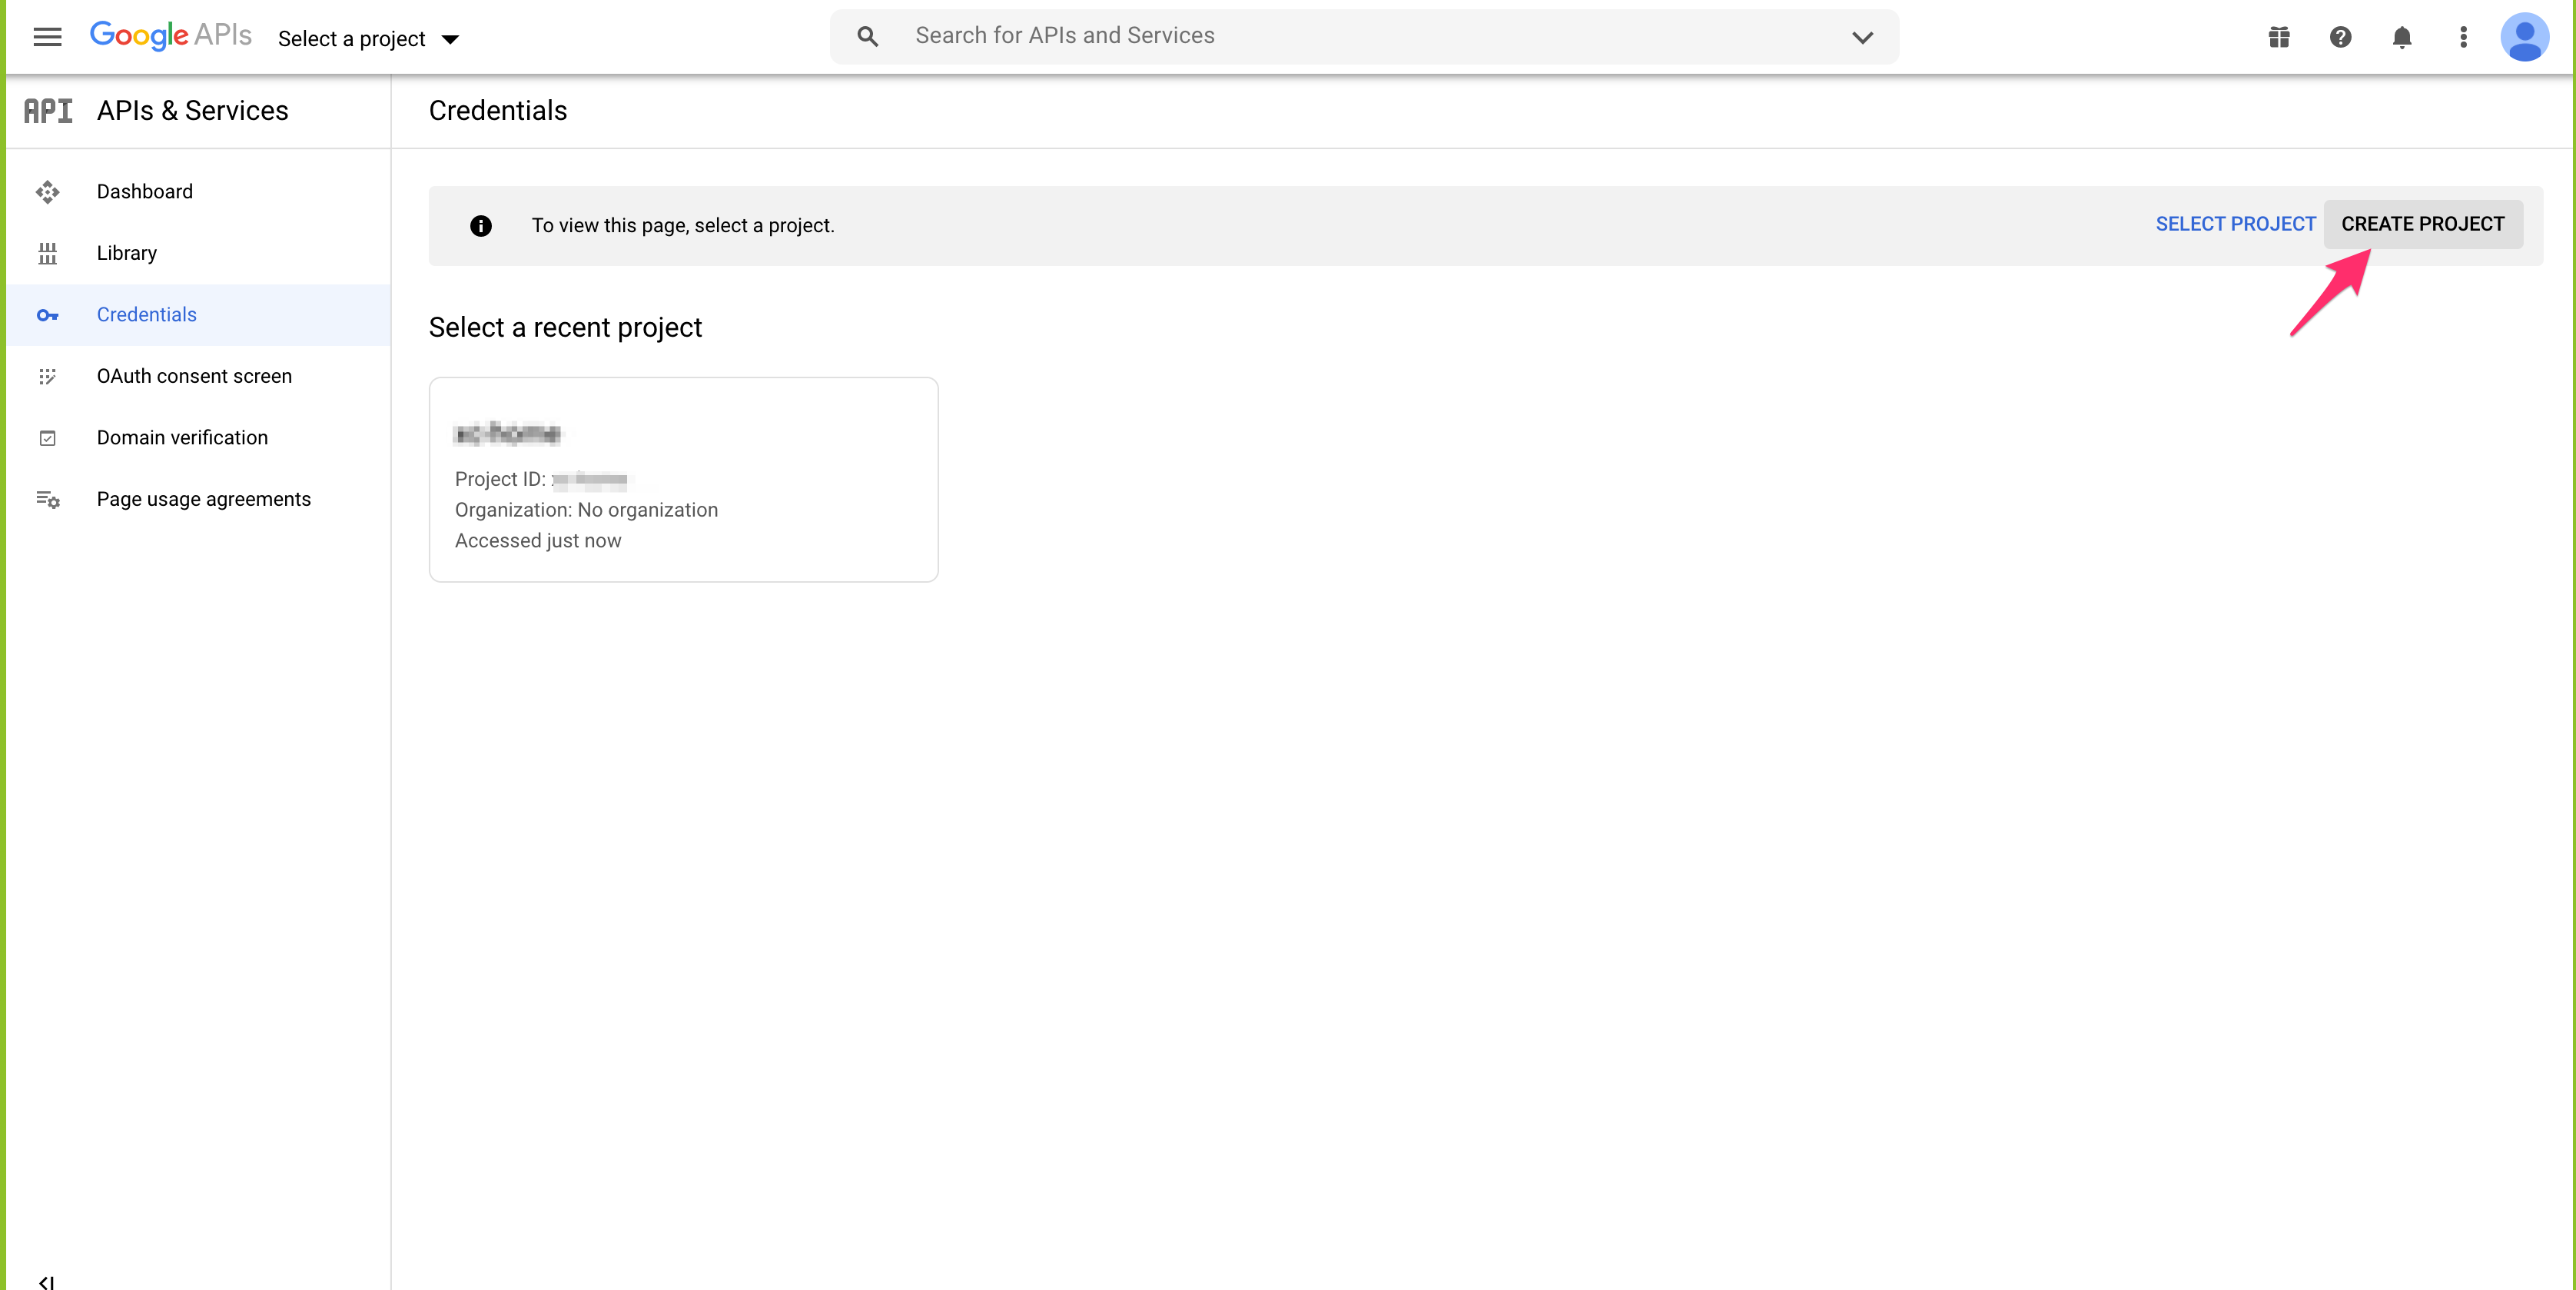 Google APIs Select a project
Search for APIs and Services
API APIs & Services
Credentials
Dashboard
Library
Credentials
OAuth consent screen
Domain verification
Page usage agreements
To view this page, select a project.
SELECT PROJECT CREATE PROJECT
Select a recent project
Project ID:
Organization: No organization
Accessed just now